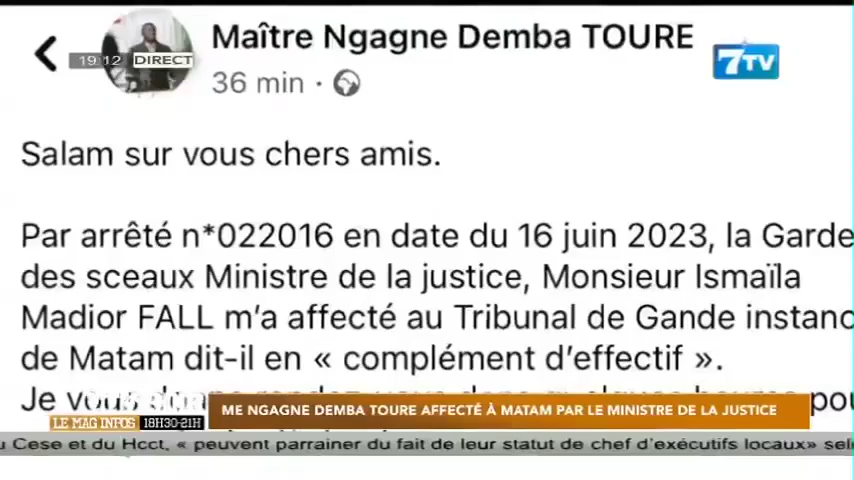 Maître Ngagne Demba TOURE
19 12 DIRECT
7TV
36 min
Salam sur vous chers amis.
Par arrêté n*022016 en date du 16 juin 2023, la Garde
des sceaux Ministre de la justice, Monsieur Ismaïla
Madior FALL m'a affecté au Tribunal de Gande instanc
de Matam dit-il en « complément d'effectif ».
Je vous
ME NGAGNE DEMBA TOURE AFFECTÉ À MATAM PAR LE MINISTRE DE LA JUSTICE
LE MAG INFOS 18H30-21H
u Cese et du Hcct, « peuvent parrainer du fait de leur statut de chef d'exécutifs locaux» sel